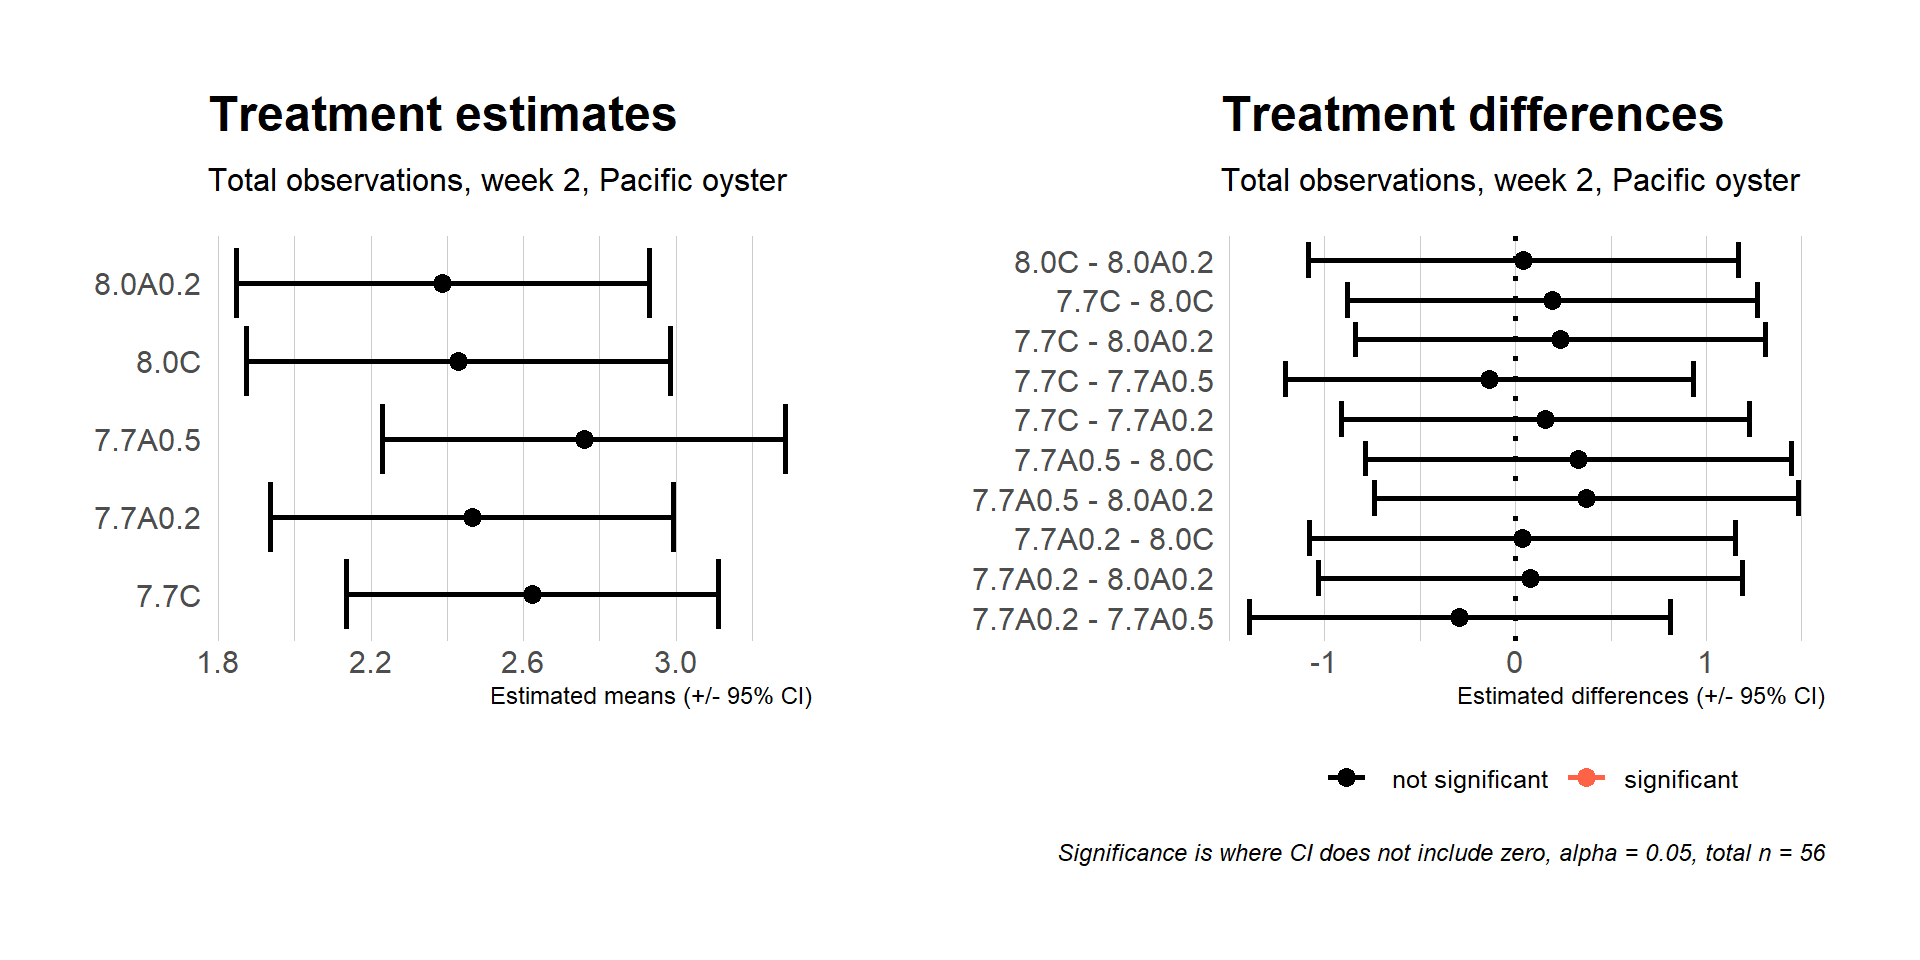 Treatment estimates
Total observations, week 2, Pacific oyster
8.0A0.2
8.0C
7.7A0.5
7.7A0.2
7.7C
1.8 2.2 2.6 3.0
Estimated means (+/- 95% CI)
Treatment differences
Total observations, week 2, Pacific oyster
8.0C - 8.0A0.2
7.7C - 8.0C
7.7C - 8.0A0.2
7.7C - 7.7A0.5
7.7C - 7.7A0.2
7.7A0.5 - 8.0C
7.7A0.5 - 8.0A0.2
7.7A0.2 - 8.0C
7.7A0.2 - 8.0A0.2
7.7A0.2 - 7.7A0.5
-1 0 1
Estimated differences (+/- 95% CI)
not significant significant
Significance is where CI does not include zero, alpha = 0.05, total n = 56